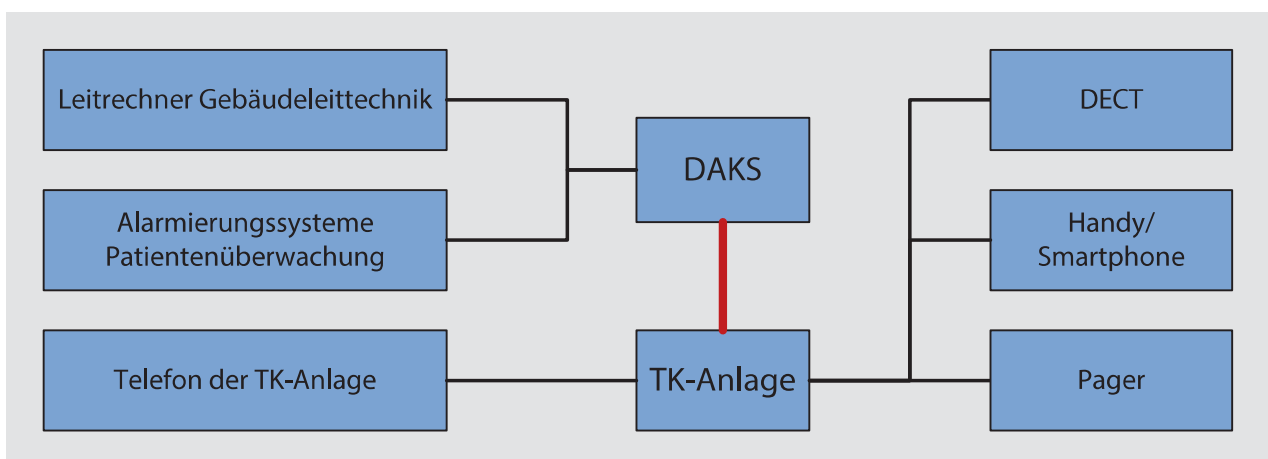 Leitrechner Gebäudeleittechnik
Alarmierungssysteme
Patientenüberwachung
Telefon der TK-Anlage
DAKS
TK-Anlage
DECT
Handy/
Smartphone
Pager